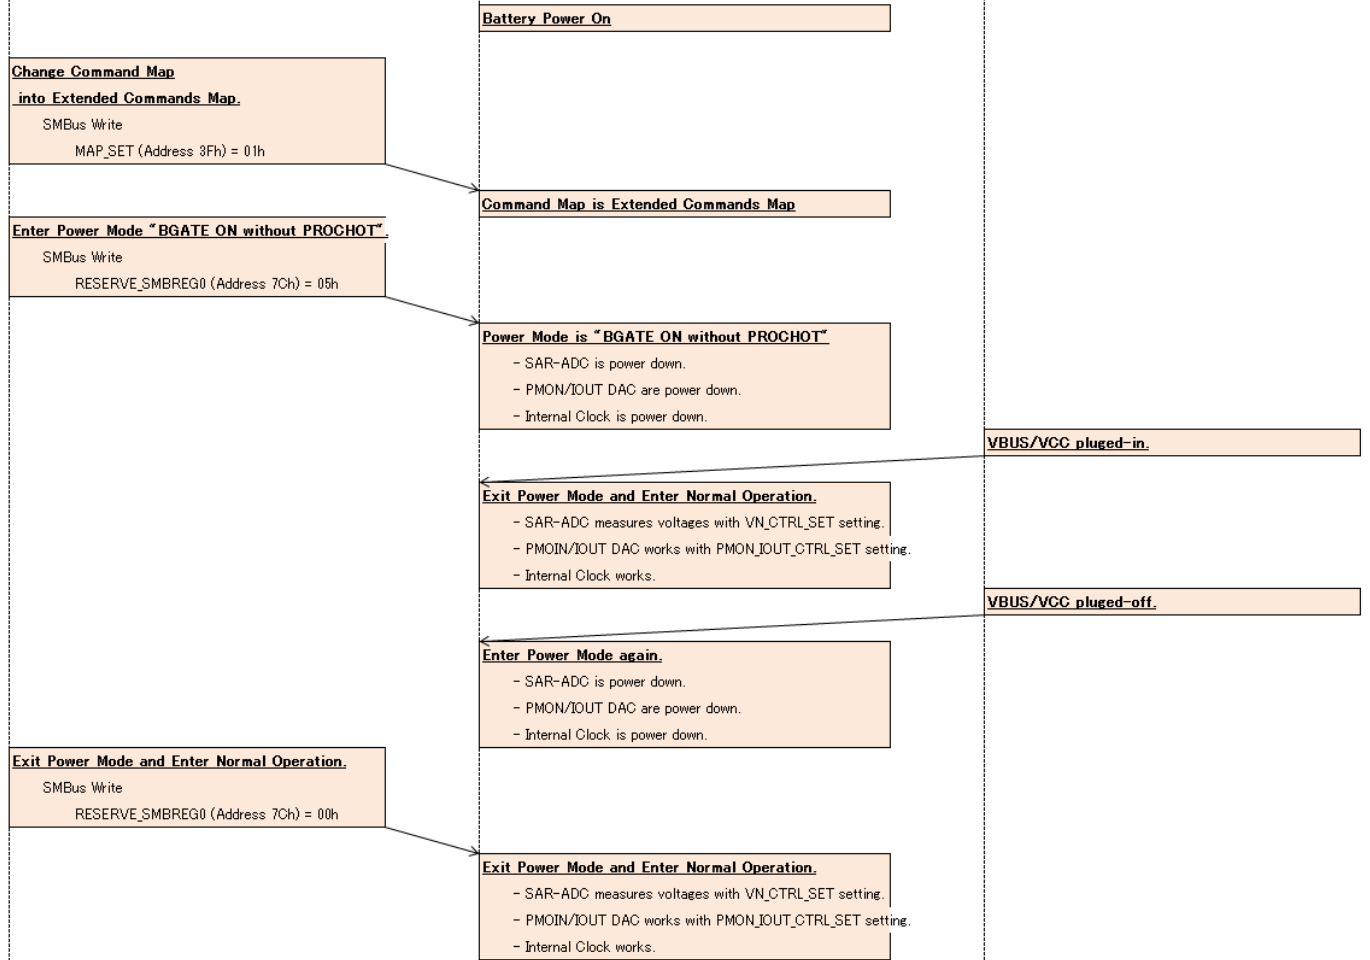 Battery Power On
Change Command Map
into Extended Commands Map.
SMBus Write
MAP_SET (Address 3Fh) = 01h
Command Map is Extended Commands Map
Enter Power Mode “BGATE ON without PROCHOT”.
SMBus Write
RESERVE_SMBREG0 (Address 7Ch) = 05h
Power Mode is “BGATE ON without PROCHOT”
- SAR-ADC is power down.
- PMON/IOUT DAC are power down.
- Internal Clock is power down.
VBUS/VCC pluged-in.
Exit Power Mode and Enter Normal Operation.
- SAR-ADC measures voltages with VN_CTRL_SET setting.
- PMOIN/IOUT DAC works with PMON_IOUT_CTRL_SET setting.
- Internal Clock works.
VBUS/VCC pluged-off.
Enter Power Mode again.
- SAR-ADC is power down.
- PMON/IOUT DAC are power down.
- Internal Clock is power down.
Exit Power Mode and Enter Normal Operation.
SMBus Write
RESERVE_SMBREG0 (Address 7Ch) = 00h
Exit Power Mode and Enter Normal Operation.
- SAR-ADC measures voltages with VN_CTRL_SET setting.
- PMOIN/IOUT DAC works with PMON_IOUT_CTRL_SET setting.
- Internal Clock works.